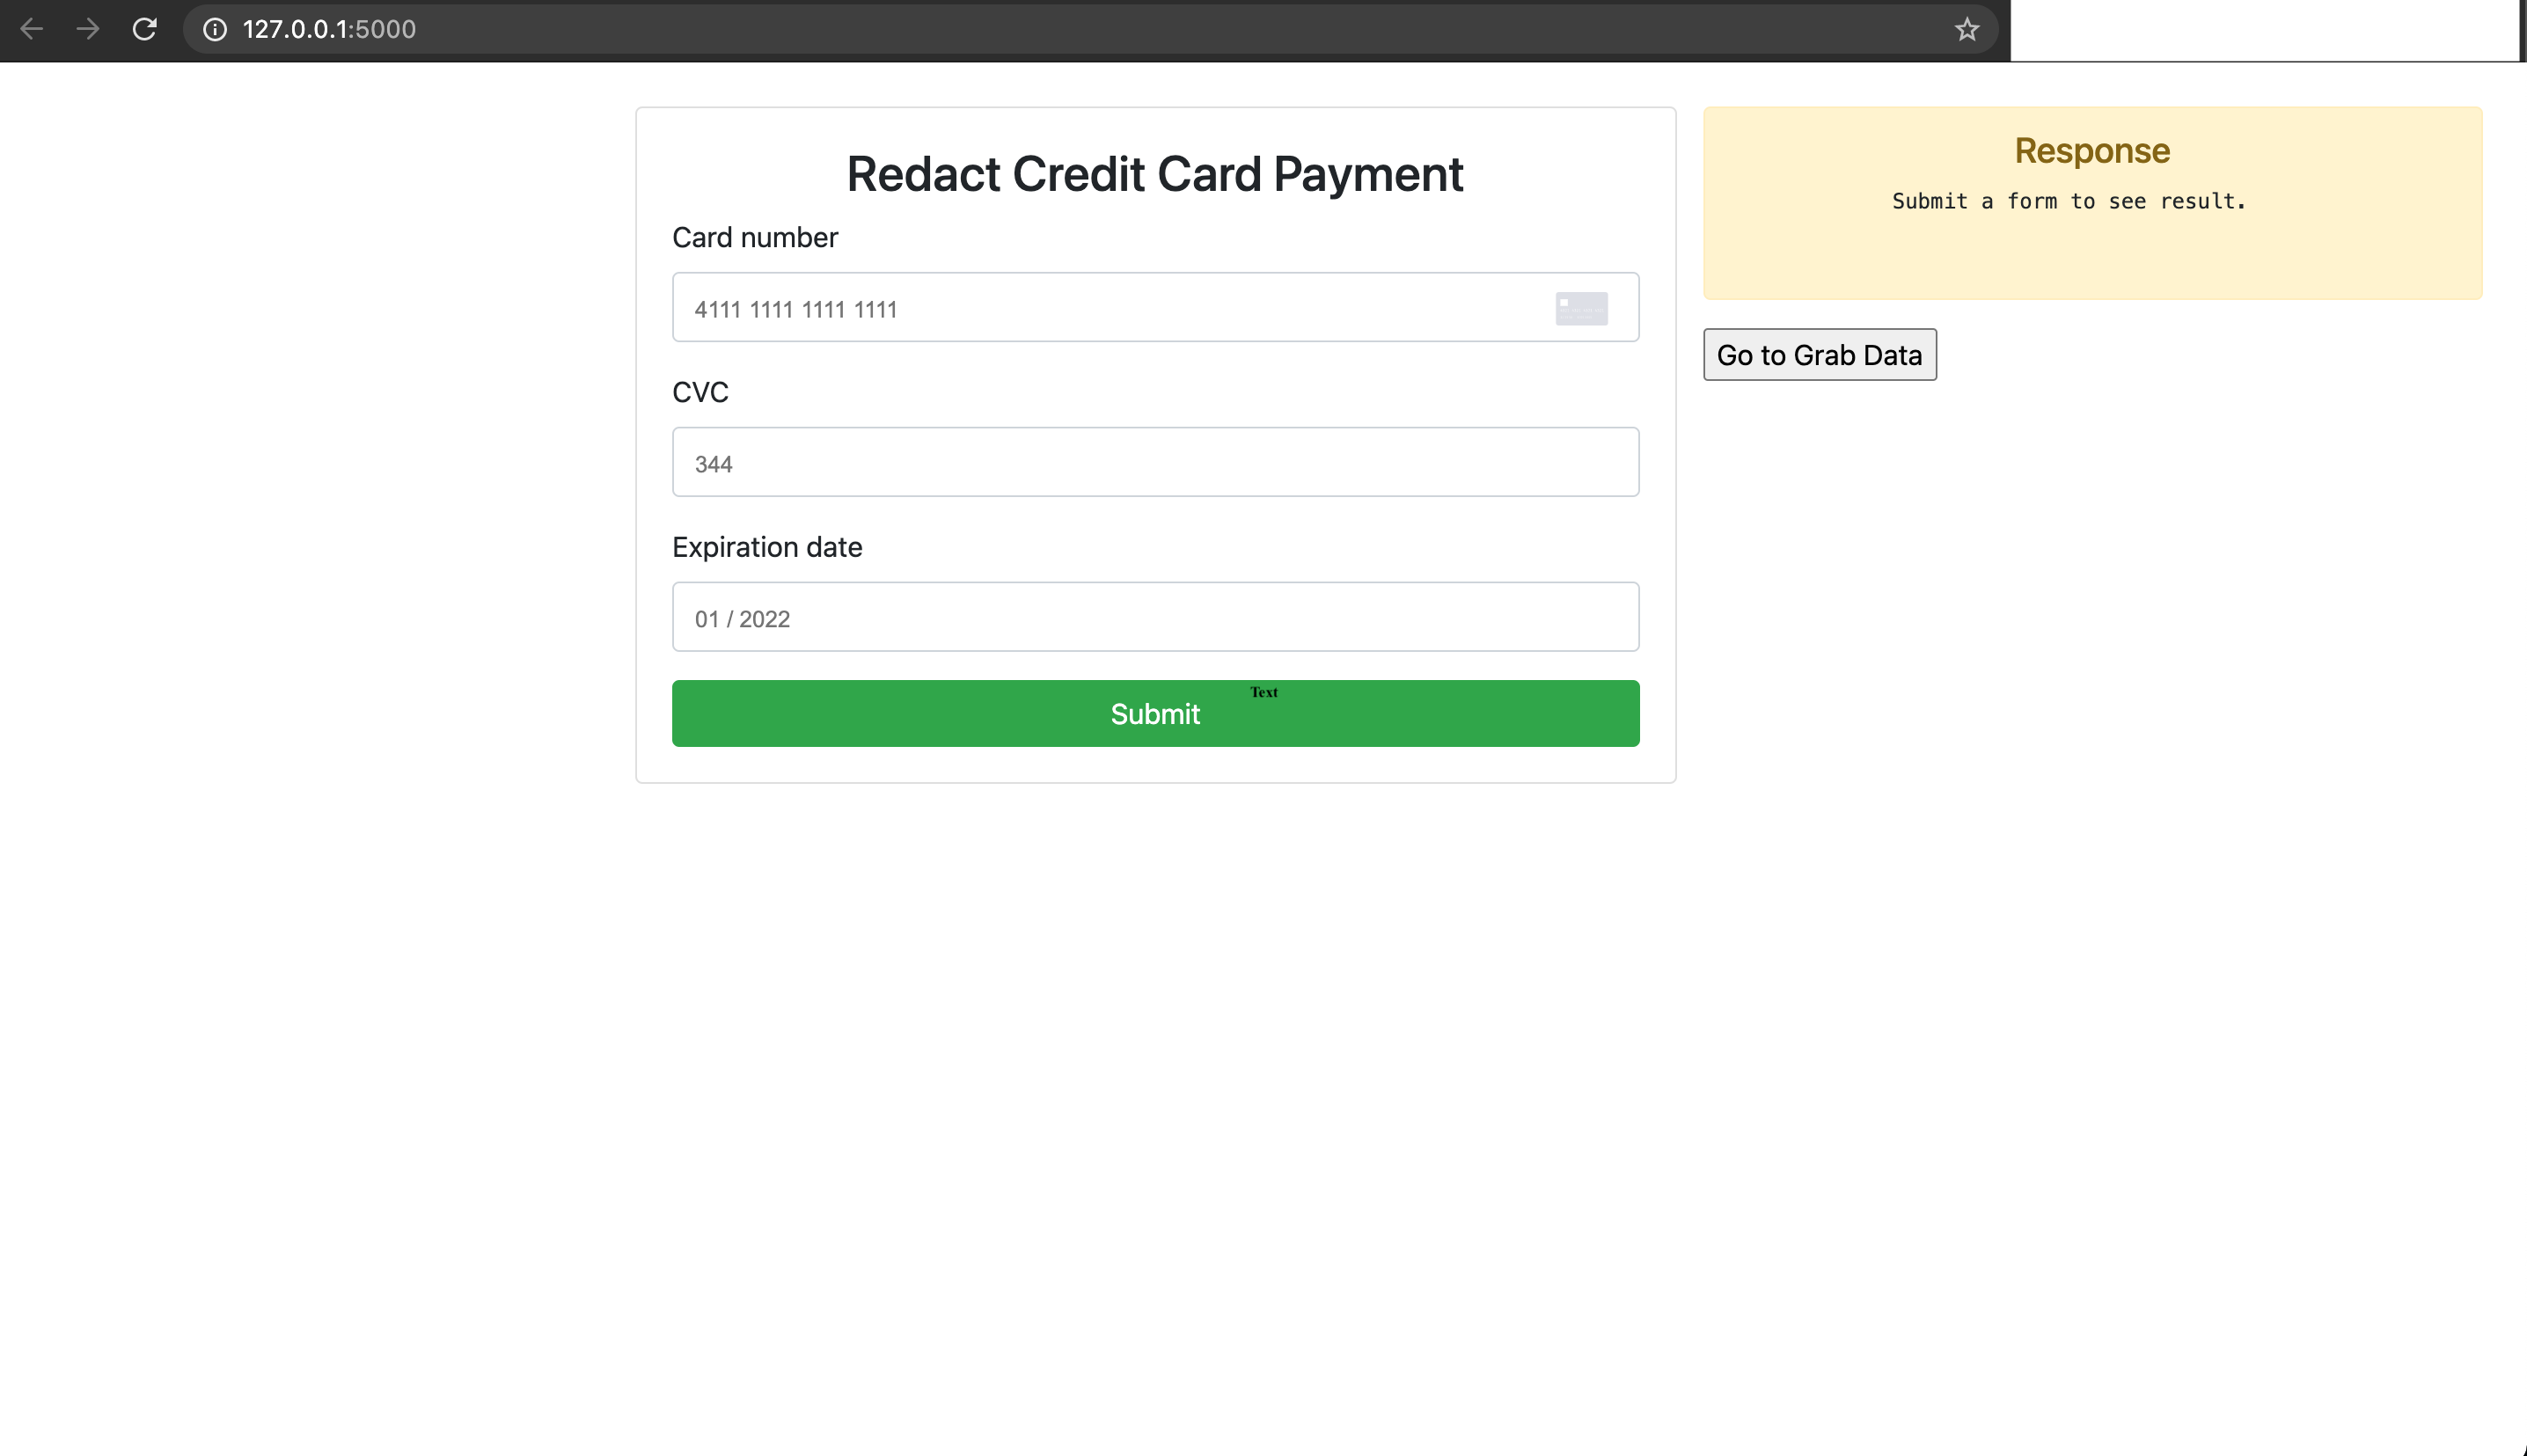 127.0.0.1:5000
Redact Credit Card Payment
Card number
4111 1111 1111 1111
CVC
344
Expiration date
01 / 2022
Text
Submit
Response
Submit a form to see result.
Go to Grab Data